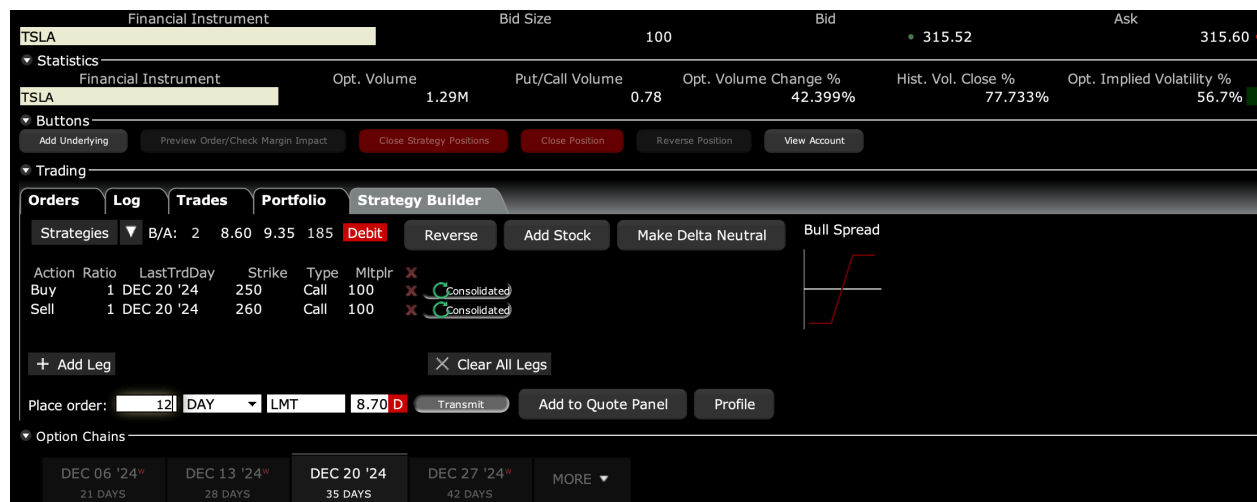 Financial Instrument Bid Size Bid Ask
TSLA 100 315.52 315.60
Statistics
Financial Instrument Opt. Volume Put/Call Volume Opt. Volume Change % Hist. Vol. Close % Opt. Implied Volatility %
TSLA 1.29M 0.78 42.399% 77.733% 56.7%
Buttons
Add Underlying Preview Order/Check Margin Impact Close Strategy Positions Close Position Reverse Position View Account
Trading
Orders Log Trades Portfolio Strategy Builder
Strategies ▼ B/A: 2 8.60 9.35 185 Debit Reverse Add Stock Make Delta Neutral Bull Spread
Action Ratio LastTrdDay Strike Type Mltplr X
Buy 1 DEC 20 '24 250 Call 100 X Consolidated
Sell 1 DEC 20 '24 260 Call 100 X Consolidated
+ Add Leg X Clear All Legs
Place order: 12 DAY LMT 8.70 D Transmit Add to Quote Panel Profile
Option Chains
DEC 06 '24W DEC 13 '24W DEC 20 '24 DEC 27 '24W MORE ▼
21 DAYS 28 DAYS 35 DAYS 42 DAYS